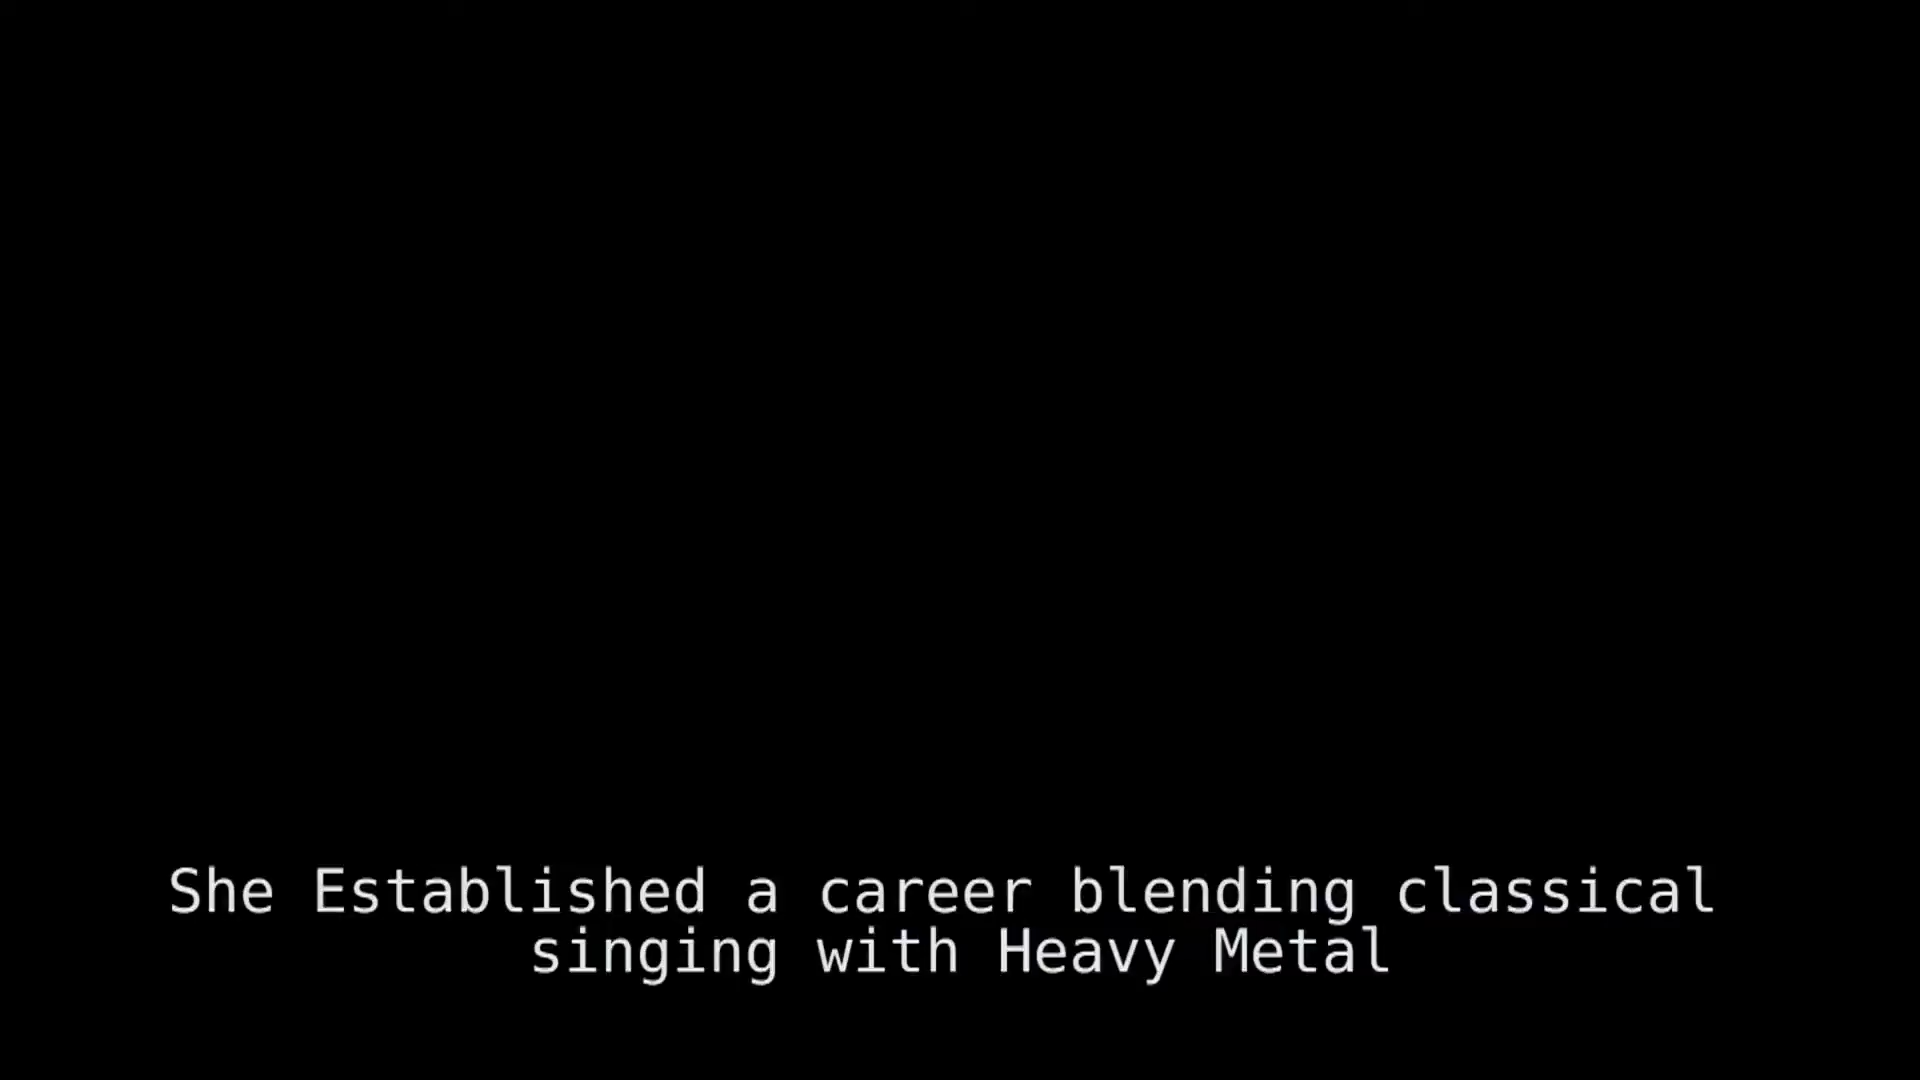 She Established a career blending classical
singing with Heavy Metal